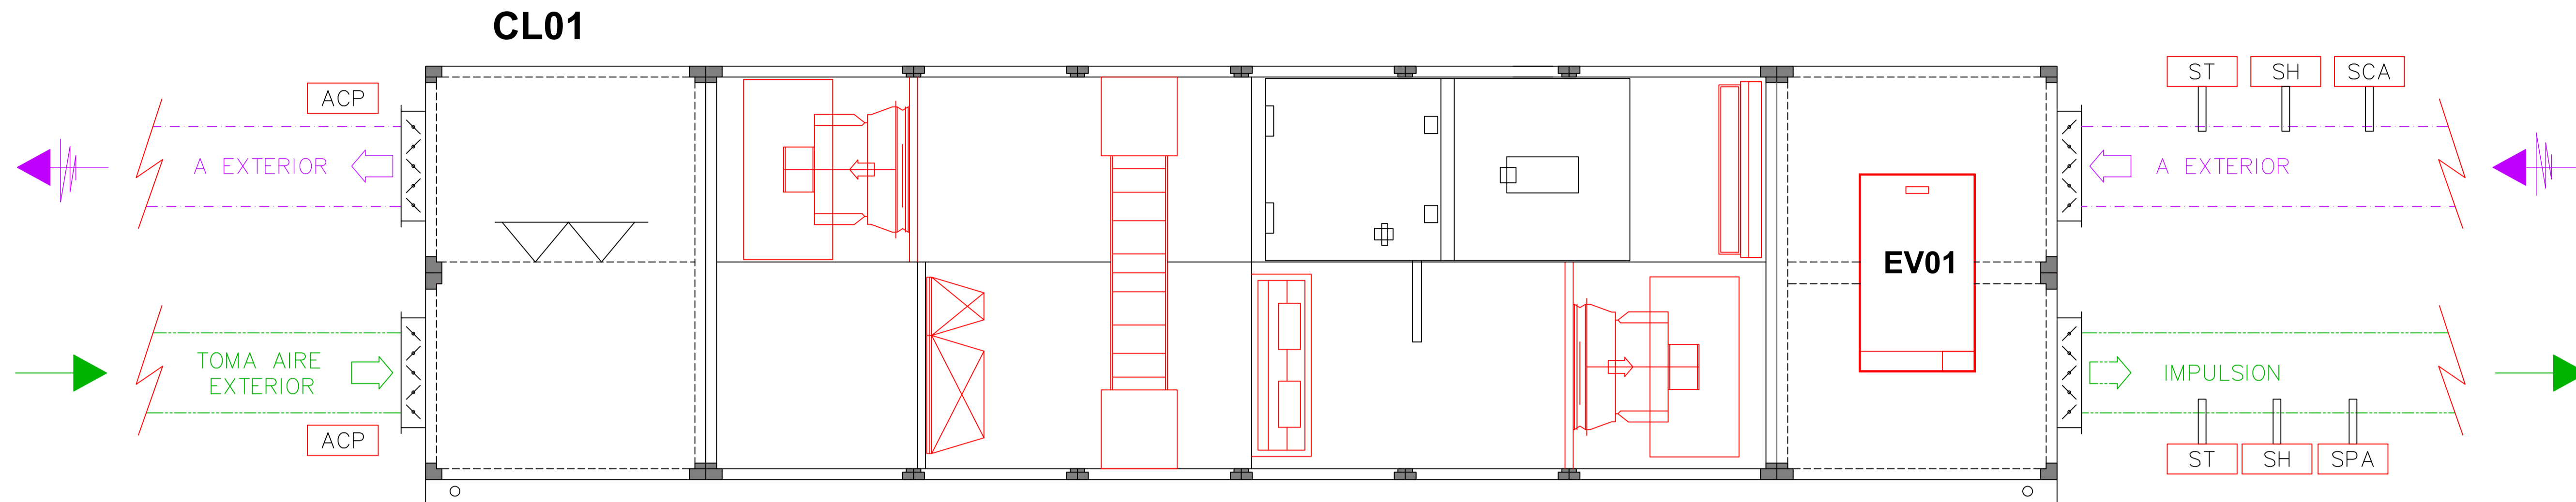 CL01
ST SH SCA
ACP
A EXTERIOR
A EXTERIOR
EV01
TOMA AIRE
EXTERIOR
IMPULSION
ACP
ST SH SPA